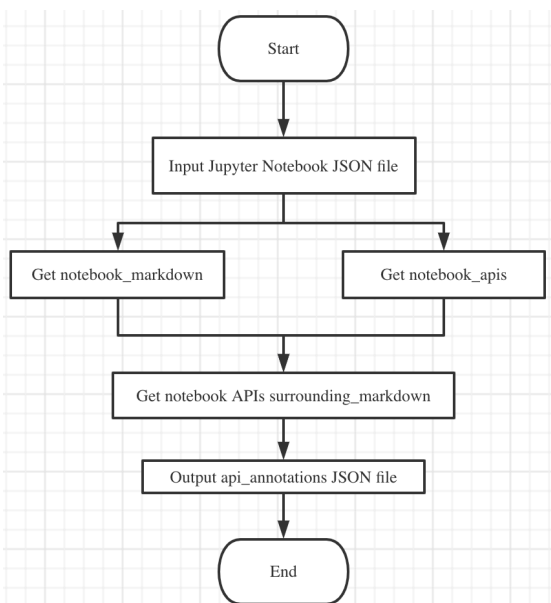 Start
Input Jupyter Notebook JSON file
Get notebook_markdown
Get notebook_apis
Get notebook APIs surrounding_markdown
Output api_annotations JSON file
End